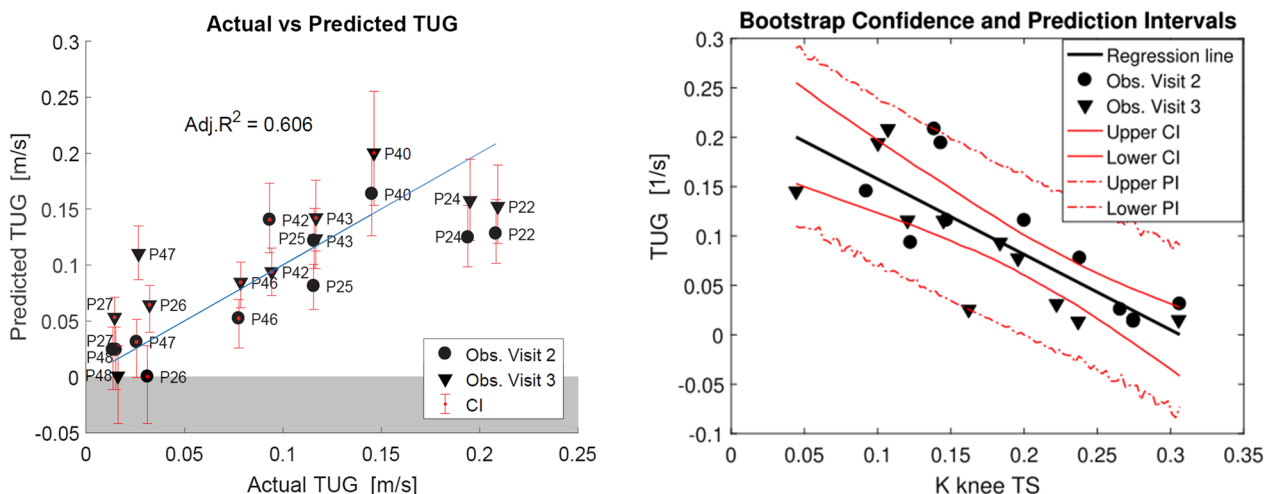 Actual vs Predicted TUG
Predicted TUG [m/s]
0.3
0.25
0.2
0.15
0.1
0.05
0
-0.05
Adj.R² = 0.606
P40
P40
P24
P22
P24
P22
P42
P43
P25
P43
P47
P42
P46
P25
P27
P26
P46
P27
P47
P48
P48
P26
Obs. Visit 2
Obs. Visit 3
CI
0
0.05
0.1
0.15
0.2
0.25
Actual TUG [m/s]
Bootstrap Confidence and Prediction Intervals
TUG [1/s]
0.3
0.25
0.2
0.15
0.1
0.05
0
-0.05
-0.1
Regression line
Obs. Visit 2
Obs. Visit 3
Upper CI
Lower CI
Upper PI
Lower PI
0
0.05
0.1
0.15
0.2
0.25
0.3
0.35
K knee TS